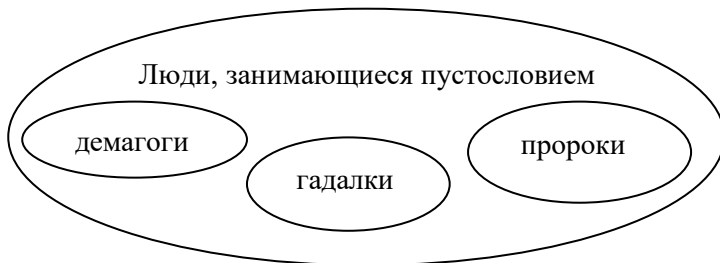 Люди, занимающиеся пустословием
демагоги
гадалки
пророки